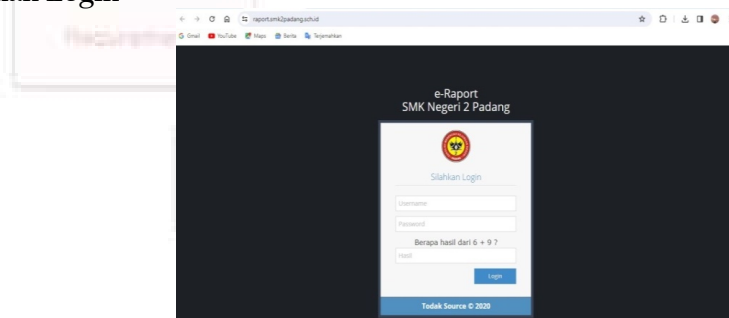 Login
raport.smk2padang.sch.id
Gmail YouTube Maps Berita Terjemahkan
e-Raport
SMK Negeri 2 Padang
Silahkan Login
Username
Password
Berapa hasil dari 6 + 9 ?
Hasil
Login
Todak Source © 2020